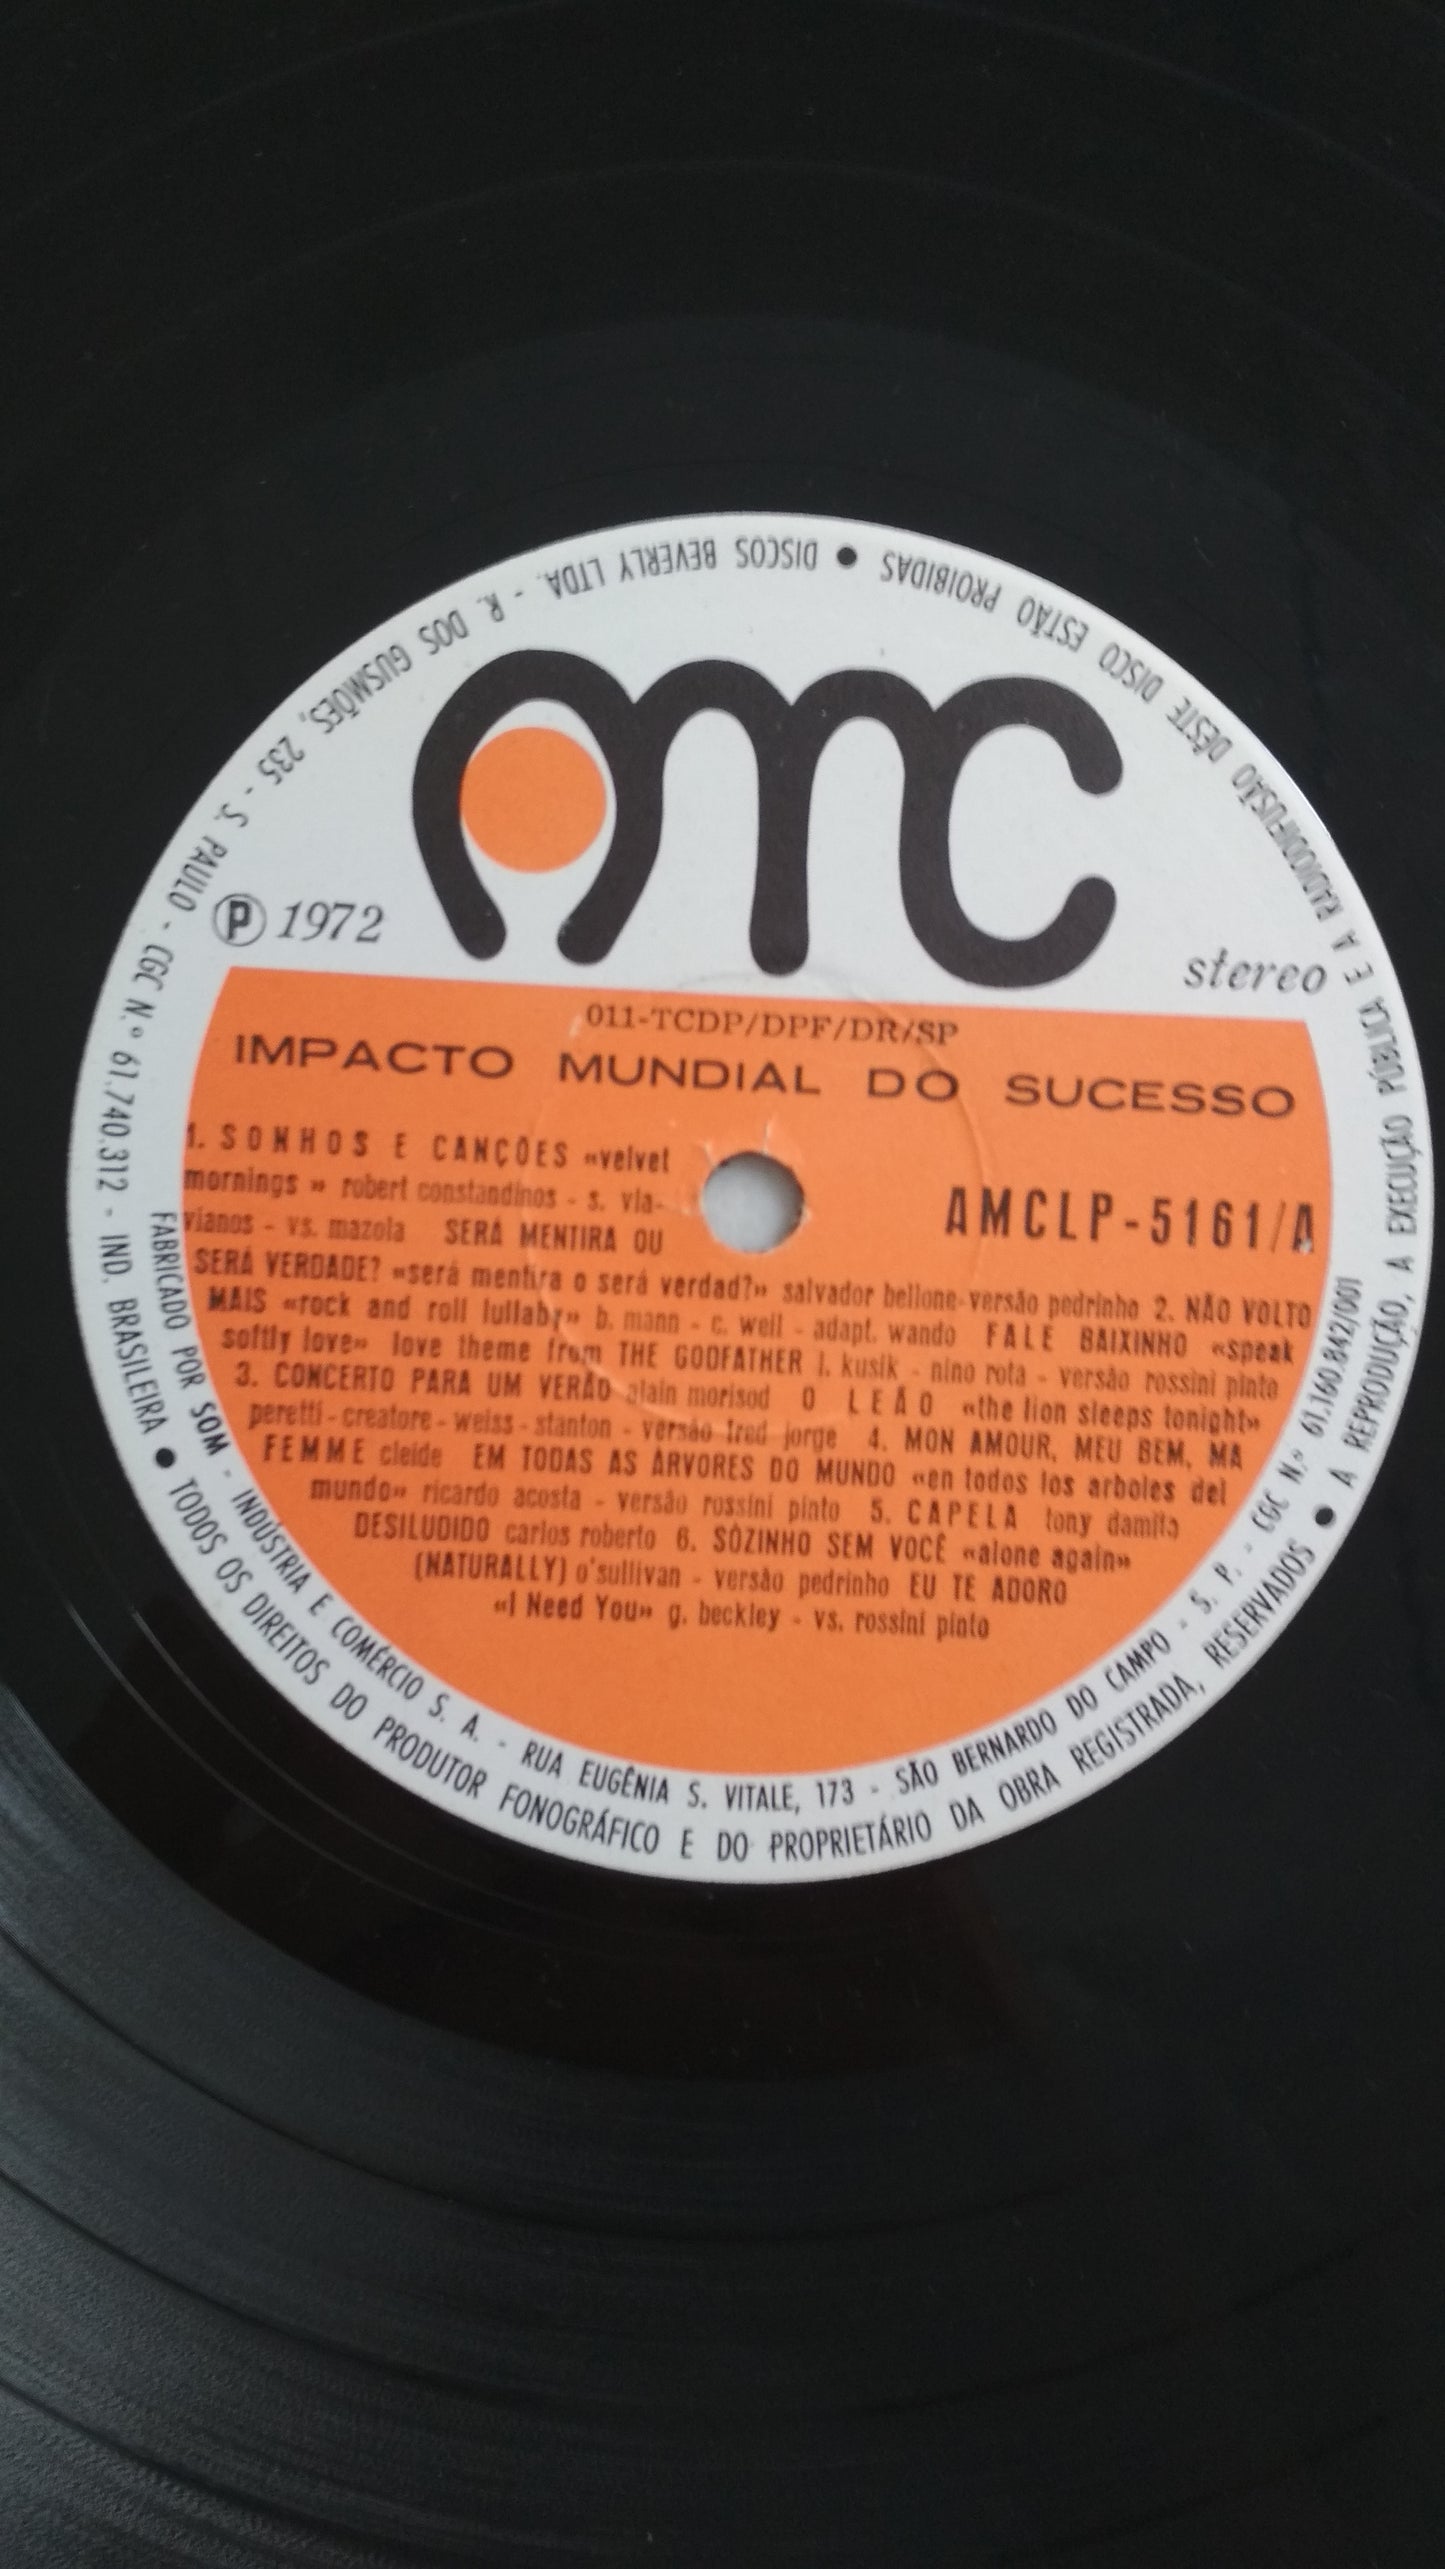 DISCOS BEVERLY LTDA. - R. DOS GUSMÕES, 235 - S. PAULO - CGC N.º 61.740.312 - IND. BRASILEIRA ● TODOS OS DIREITOS DO PRODUTOR FONOGRÁFICO E DO PROPRIETÁRIO DA OBRA REGISTRADA, RESERVADOS ● A REPRODUÇÃO, A EXECUÇÃO PÚBLICA E A RADIODIFUSÃO DÊSTE DISCO ESTÃO PROIBIDAS ●
AMC
Ⓟ 1972
stereo
011-TCDP/DPF/DR/SP
IMPACTO MUNDIAL DO SUCESSO
1. SONHOS E CANÇÕES «velvet
mornings» robert constandinos - s. vla-
vianos - vs. mazola SERÁ MENTIRA OU
AMCLP-5161/A
SERÁ VERDADE? «será mentira o será verdad?» salvador bellone-versão pedrinho 2. NÃO VOLTO
MAIS «rock and roll lullaby» b. mann - c. weil - adapt. wando FALE BAIXINHO «speak
softly love» love theme from THE GODFATHER l. kusik - nino rota - versão rossini pinto
3. CONCERTO PARA UM VERÃO alain morisod O LEÃO «the lion sleeps tonight»
peretti-creatore-weiss-stanton - versão fred jorge 4. MON AMOUR, MEU BEM, MA
FEMME cleide EM TODAS AS ÁRVORES DO MUNDO «en todos los arboles del
mundo» ricardo acosta - versão rossini pinto 5. CAPELA tony damito
DESILUDIDO carlos roberto 6. SÒZINHO SEM VOCÊ «alone again»
(NATURALLY) o'sullivan - versão pedrinho EU TE ADORO
«I Need You» g. beckley - vs. rossini pinto
FABRICADO POR SOM - INDÚSTRIA E COMÉRCIO S. A. - RUA EUGÊNIA S. VITALE, 173 - SÃO BERNARDO DO CAMPO - S. P. - CGC N.º 61.160.842/001